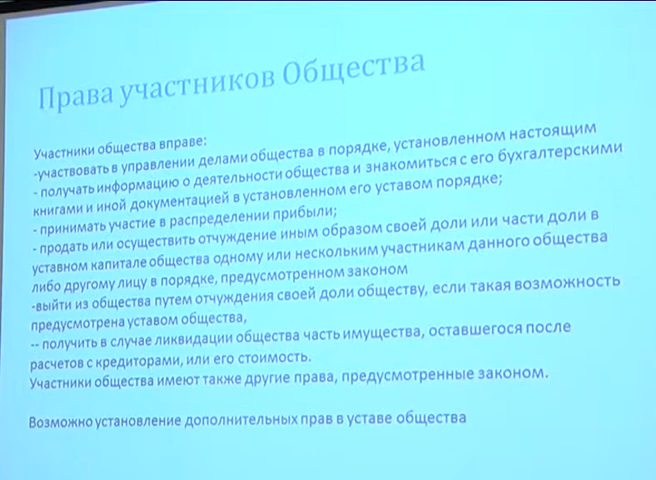 Права участников Общества
Участники общества вправе:
-участвовать в управлении делами общества в порядке, установленном настоящим
- получать информацию о деятельности общества и знакомиться с его бухгалтерскими
книгами и иной документацией в установленном его уставом порядке;
- принимать участие в распределении прибыли;
- продать или осуществить отчуждение иным образом своей доли или части доли в
уставном капитале общества одному или нескольким участникам данного общества
либо другому лицу в порядке, предусмотренном законом
-выйти из общества путем отчуждения своей доли обществу, если такая возможность
предусмотрена уставом общества,
-- получить в случае ликвидации общества часть имущества, оставшегося после
расчетов с кредиторами, или его стоимость.
Участники общества имеют также другие права, предусмотренные законом.
Возможно установление дополнительных прав в уставе общества